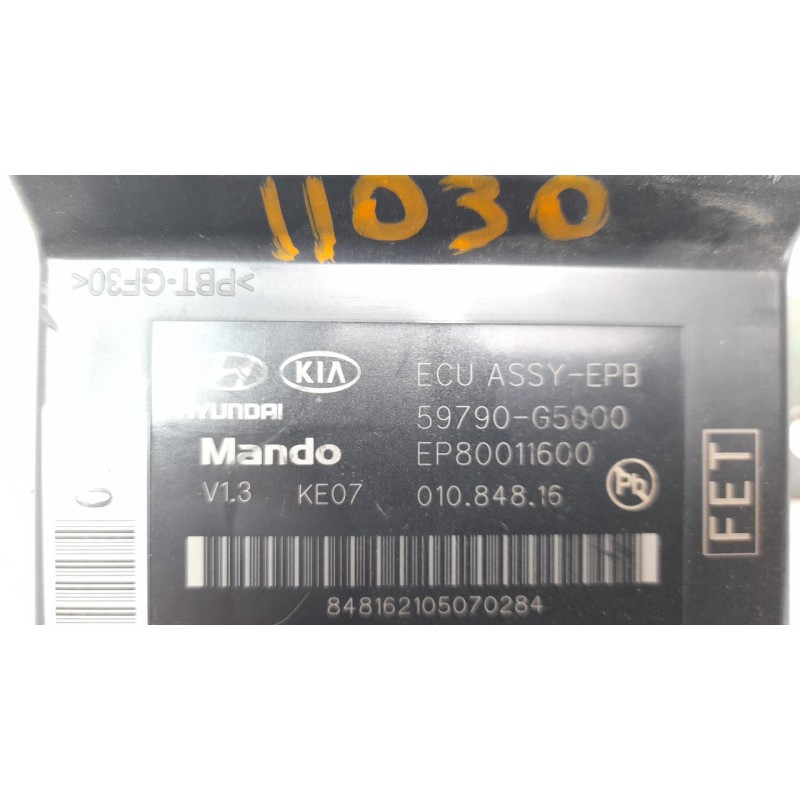 11030
>PBT-GF30<
HYUNDAI KIA ECU ASSY-EPB
59790-G5000
Mando EP80011600
V1.3 KE07 010.848.16 Pb
FET
848162105070284